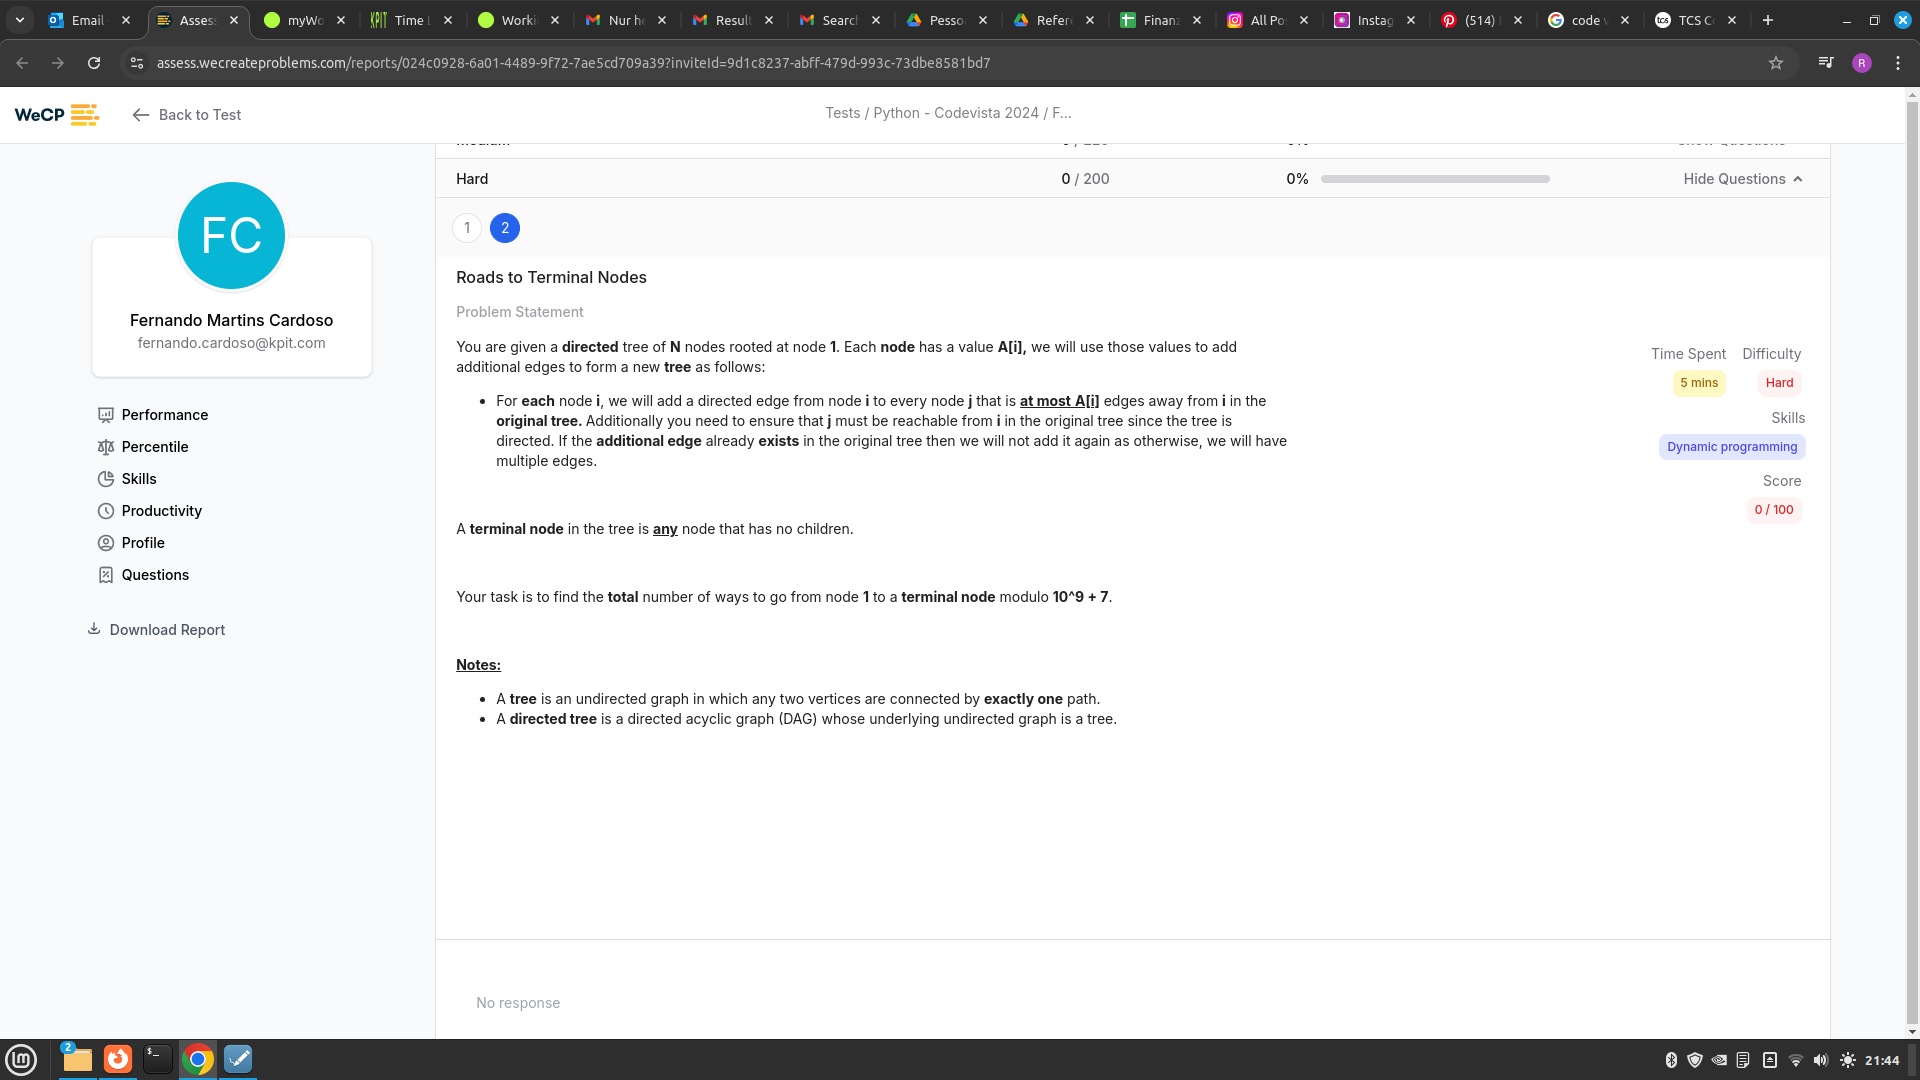 Email
Assess
myWo
Time L
Worki
Nur he
Result
Search
Pesso
Refere
Finanz
All Po
Instag
(514)
code v
TCS Co
assess.wecreateproblems.com/reports/024c0928-6a01-4489-9f72-7ae5cd709a39?inviteId=9d1c8237-abff-479d-993c-73dbe8581bd7
R
WeCP
Back to Test
Tests / Python - Codevista 2024 / F...
Hard
0 / 200
0%
Hide Questions
1
2
FC
Fernando Martins Cardoso
fernando.cardoso@kpit.com
Performance
Percentile
Skills
Productivity
Profile
Questions
Download Report
Roads to Terminal Nodes
Problem Statement
You are given a directed tree of N nodes rooted at node 1. Each node has a value A[i], we will use those values to add
additional edges to form a new tree as follows:
For each node i, we will add a directed edge from node i to every node j that is at most A[i] edges away from i in the
original tree. Additionally you need to ensure that j must be reachable from i in the original tree since the tree is
directed. If the additional edge already exists in the original tree then we will not add it again as otherwise, we will have
multiple edges.
A terminal node in the tree is any node that has no children.
Your task is to find the total number of ways to go from node 1 to a terminal node modulo 10^9 + 7.
Notes:
A tree is an undirected graph in which any two vertices are connected by exactly one path.
A directed tree is a directed acyclic graph (DAG) whose underlying undirected graph is a tree.
Time Spent
Difficulty
5 mins
Hard
Skills
Dynamic programming
Score
0 / 100
No response
2
21:44